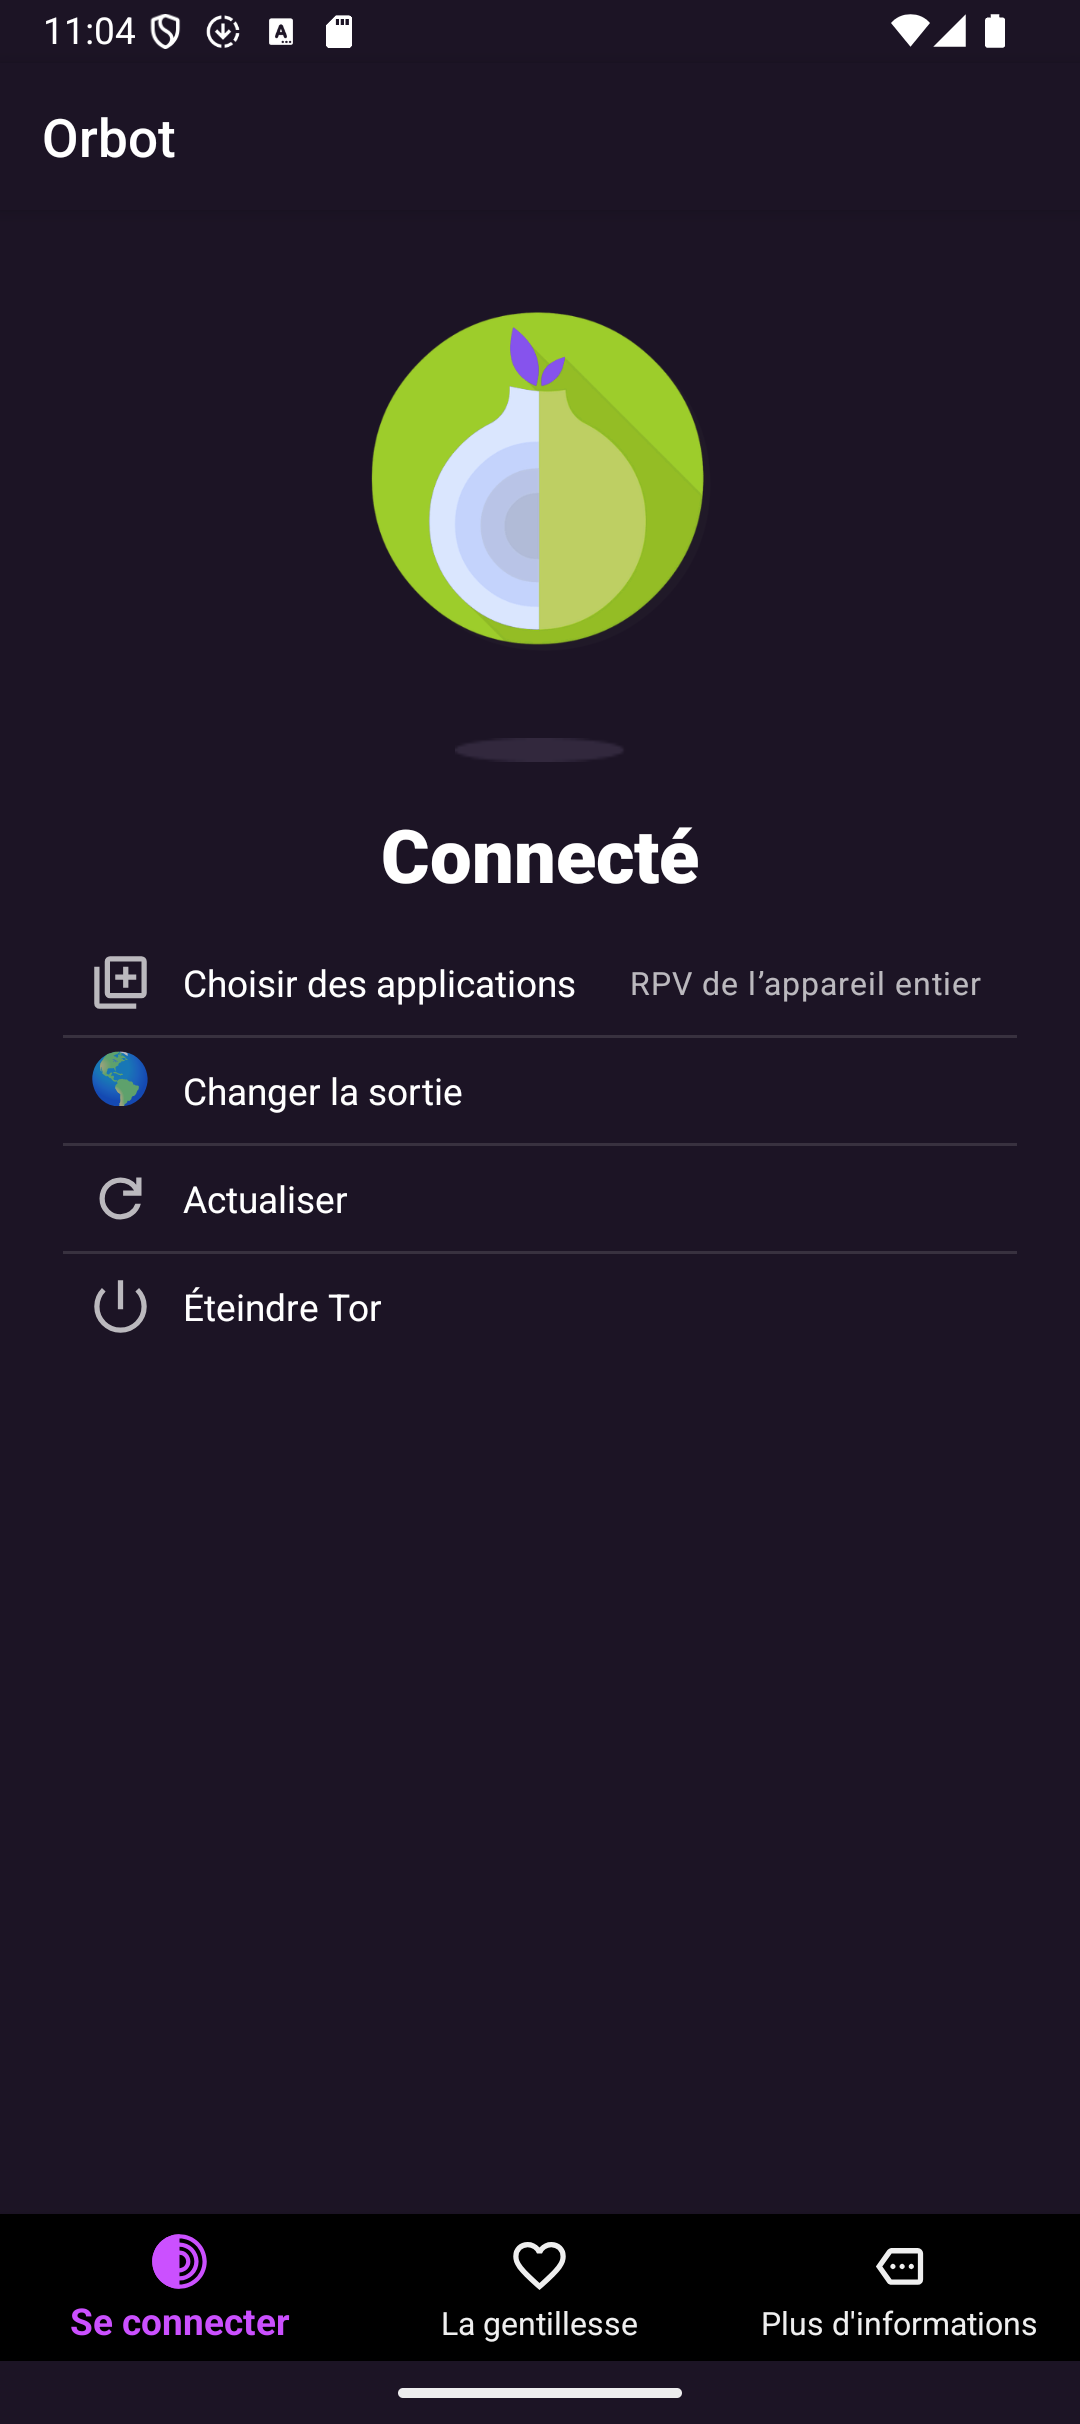 11:04
Orbot
Connecté
Choisir des applications RPV de l’appareil entier
Changer la sortie
Actualiser
Éteindre Tor
Se connecter La gentillesse Plus d'informations